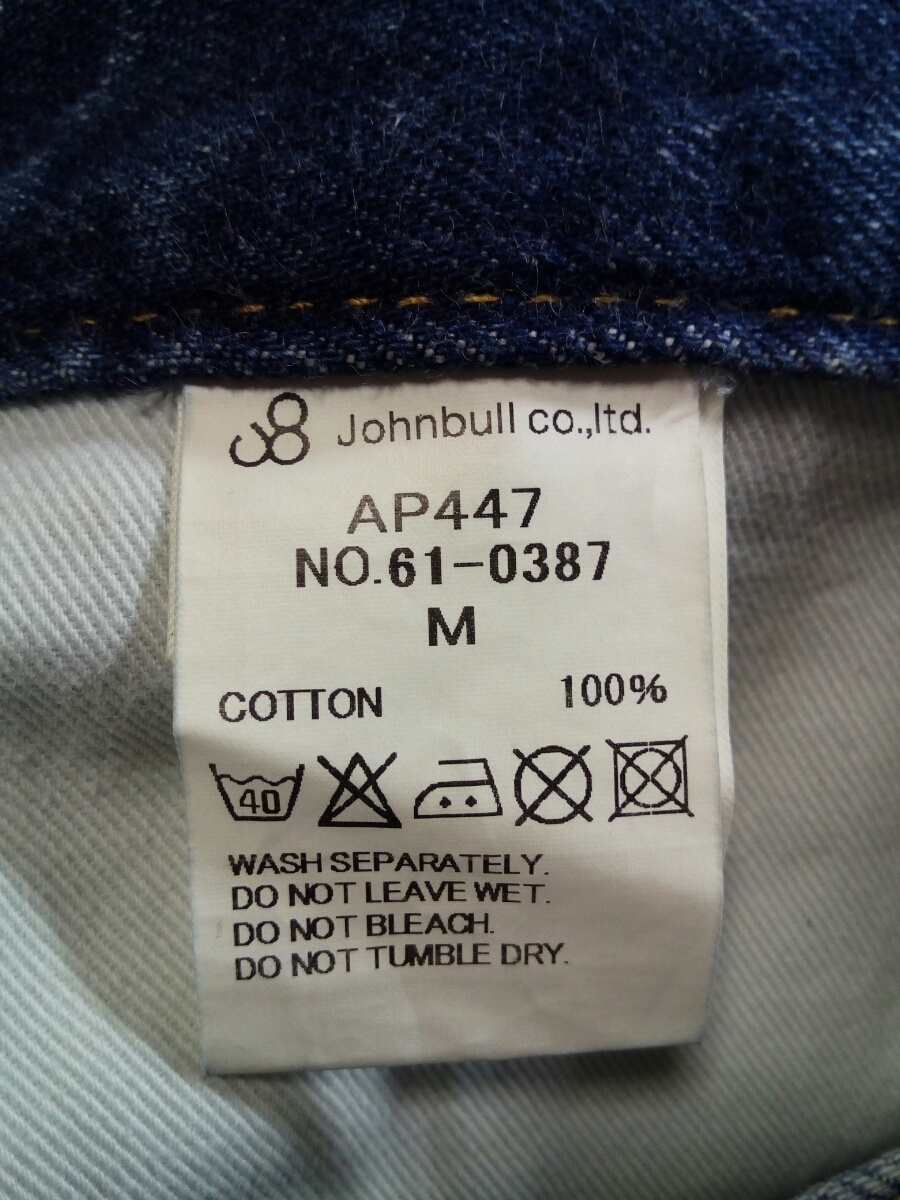 Johnbull co.,ltd.
AP447
NO.61-0387
M
COTTON 100%
40
WASH SEPARATELY.
DO NOT LEAVE WET.
DO NOT BLEACH.
DO NOT TUMBLE DRY.